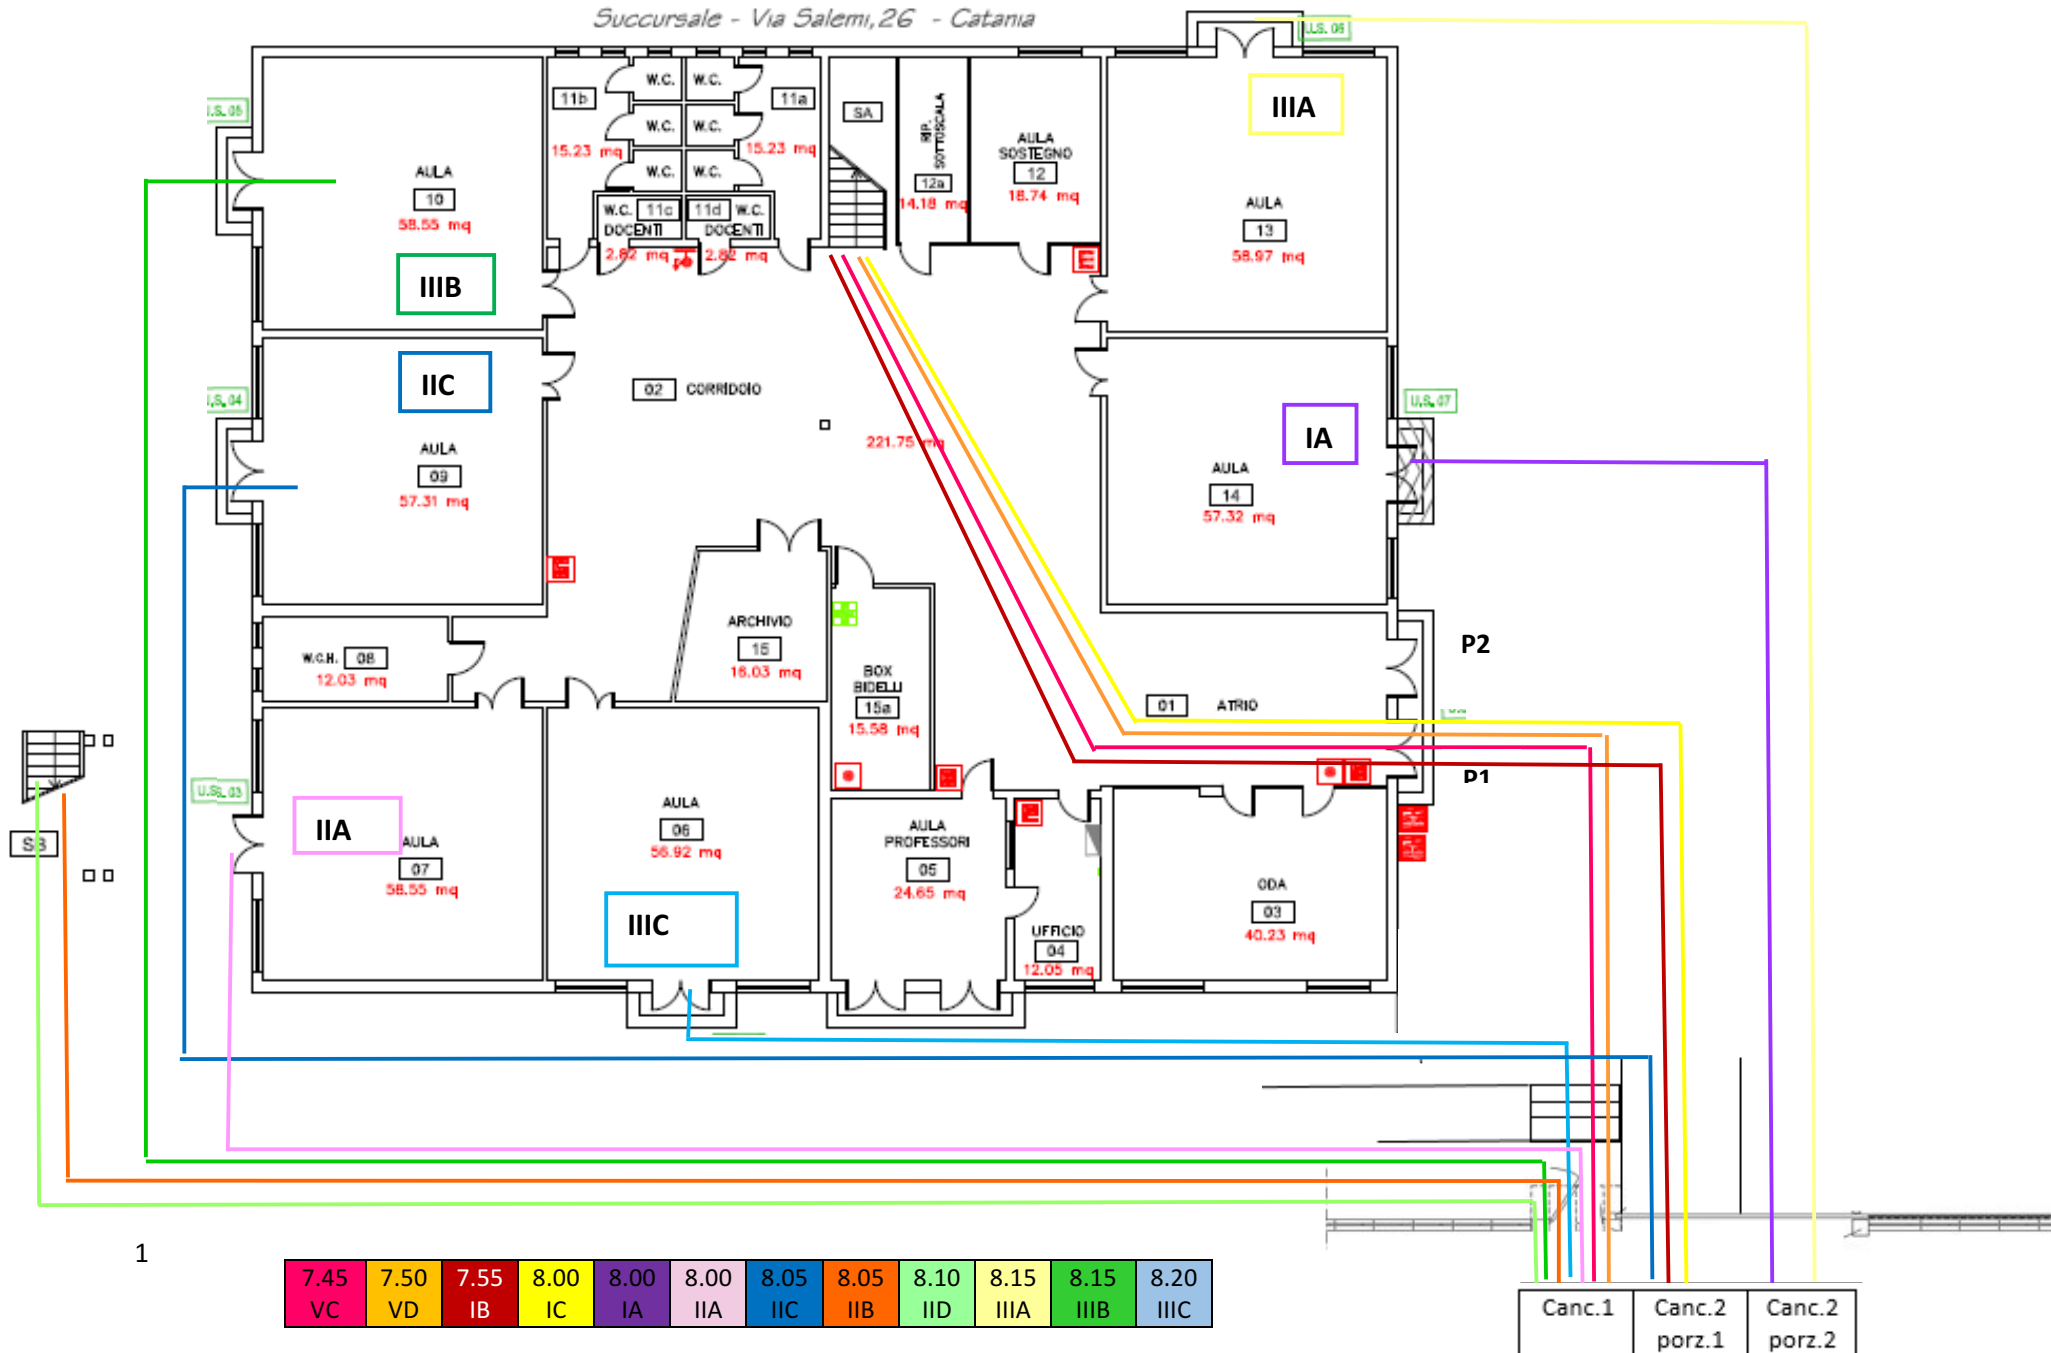 Succursale - Via Salemi, 26 - Catania
U.S. 06
IIIA
11b
W.C.
W.C.
11a
SA
RIP.
SOTTOSCALA
12a
14.18 mq
AULA
SOSTEGNO
12
18.74 mq
15.23 mq
W.C.
W.C.
15.23 mq
W.C.
W.C.
W.C.
11c
11d
W.C.
DOCENTI
DOCENTI
2.82 mq
2.82 mq
AULA
10
58.55 mq
IIIB
AULA
13
58.97 mq
.S. 04
IIC
AULA
09
57.31 mq
02
CORRIDOIO
221.75 mq
U.S. 07
IA
AULA
14
57.32 mq
W.C.H.
08
12.03 mq
ARCHIVIO
15
16.03 mq
BOX
BIDELLI
15a
15.58 mq
01
ATRIO
P2
P1
SB
U.S. 03
IIA
AULA
07
58.55 mq
AULA
06
56.92 mq
IIIC
AULA
PROFESSORI
05
24.65 mq
UFFICIO
04
12.05 mq
ODA
03
40.23 mq
1
7.45 7.50 7.55 8.00 8.00 8.00 8.05 8.05 8.10 8.15 8.15 8.20
VC VD IB IC IA IIA IIC IIB IID IIIA IIIB IIIC
Canc.1 Canc.2 Canc.2
porz.1 porz.2